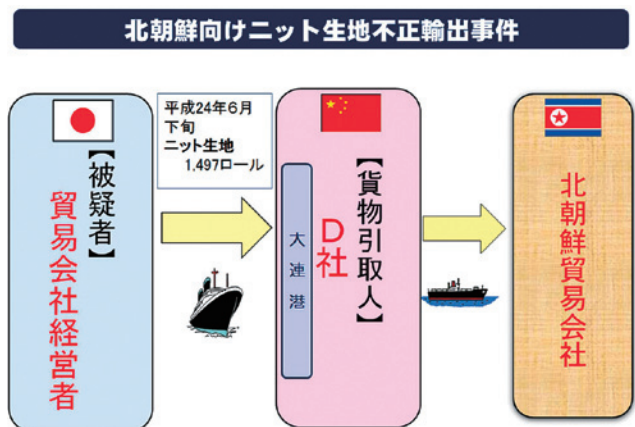 北朝鮮向けニット生地不正輸出事件
【被疑者】
貿易会社経営者
平成24年6月
下旬
ニット生地
1,497ロール
大連港
【貨物引取人】
D社
北朝鮮貿易会社